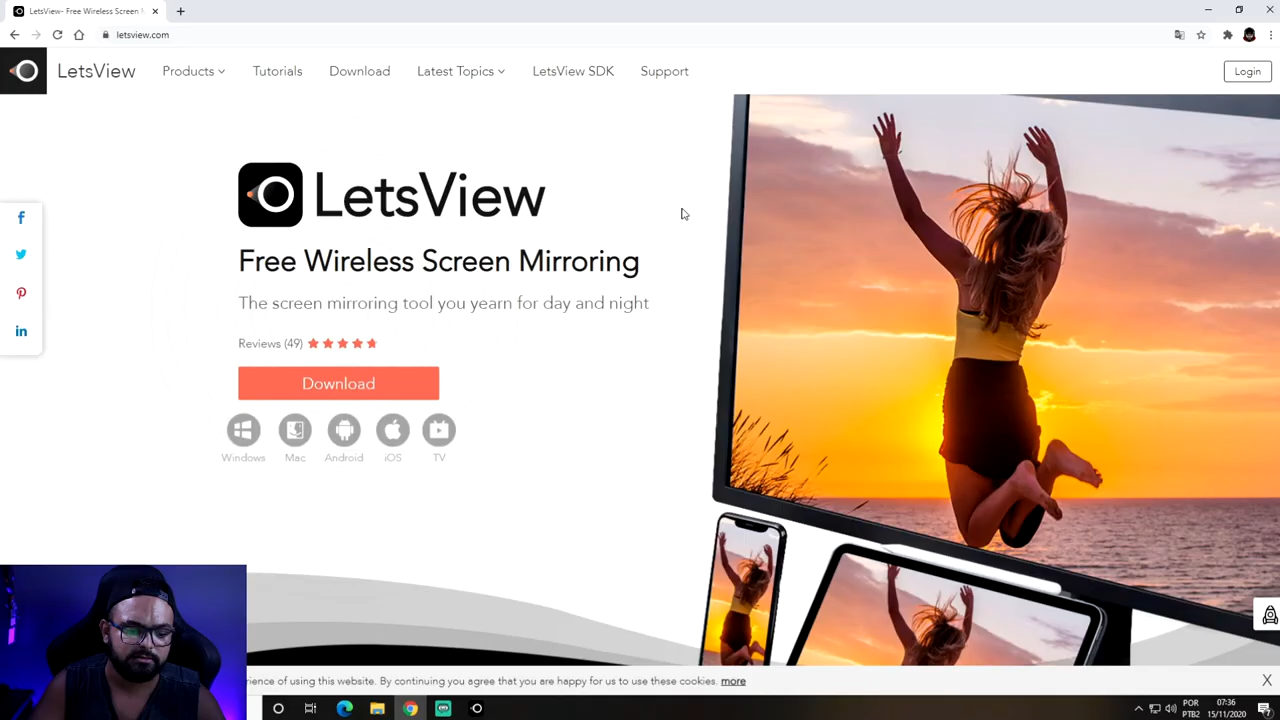 LetsView- Free Wireless Screen M
letsview.com
LetsView
Products
Tutorials
Download
Latest Topics
LetsView SDK
Support
Login
LetsView
Free Wireless Screen Mirroring
The screen mirroring tool you yearn for day and night
Reviews (49)
Download
Windows
Mac
Android
iOS
TV
rience of using this website. By continuing you agree that you are happy for us to use these cookies. more
X
POR
PTB2
07:36
15/11/2020